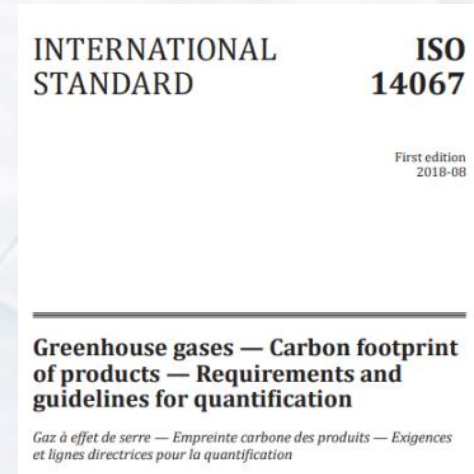 INTERNATIONAL
STANDARD
ISO
14067
First edition
2018-08
Greenhouse gases — Carbon footprint
of products — Requirements and
guidelines for quantification
Gaz à effet de serre — Empreinte carbone des produits — Exigences
et lignes directrices pour la quantification